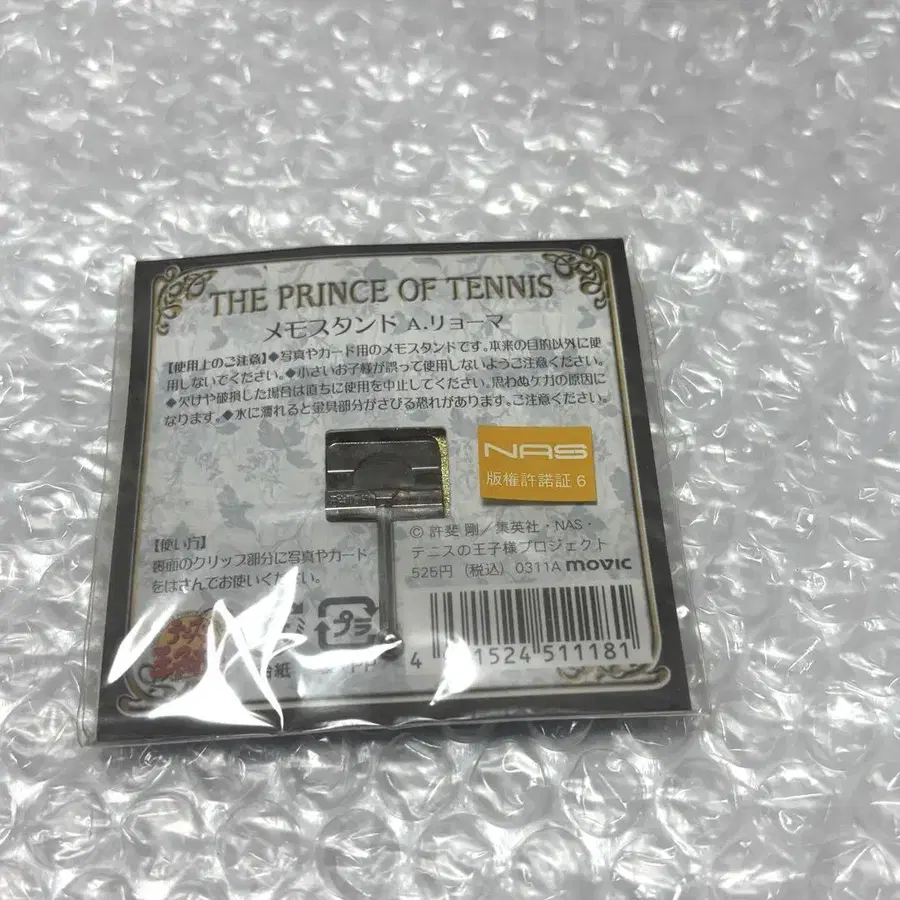 THE PRINCE OF TENNIS
メモスタンド A.リョーマ
【使用上のご注意】◆写真やカード用のメモスタンドです。本来の目的以外に使
用しないでください。◆小さいお子様が誤って使用しないようご注意ください。
◆欠けや破損した場合は直ちに使用を中止してください。思わぬケガの原因に
なります。◆水に濡れると金具部分がさびる恐れがあります。ご注意ください。
NAS
版権許諾証 6
© 許斐 剛／集英社・NAS・
テニスの王子様プロジェクト
525円 (税込) 0311A movic
【使い方】
裏面のクリップ部分に写真やカード
をはさんでお使いください。
プラ
PP
4 1524 511181